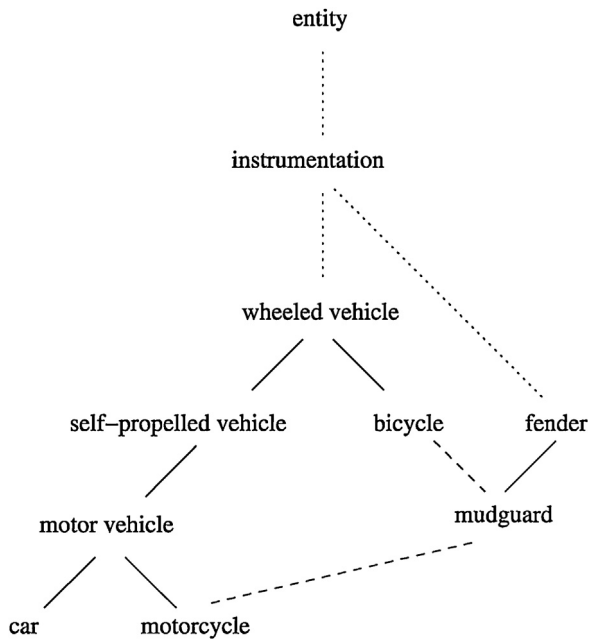 entity
instrumentation
wheeled vehicle
self–propelled vehicle bicycle fender
mudguard
motor vehicle
car motorcycle